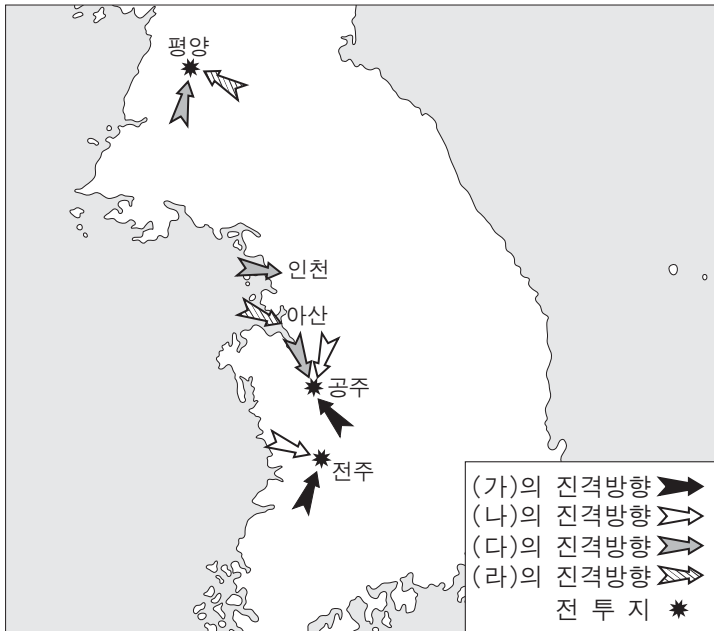 평양
인천
아산
공주
전주
(가)의 진격방향
(나)의 진격방향
(다)의 진격방향
(라)의 진격방향
전 투 지